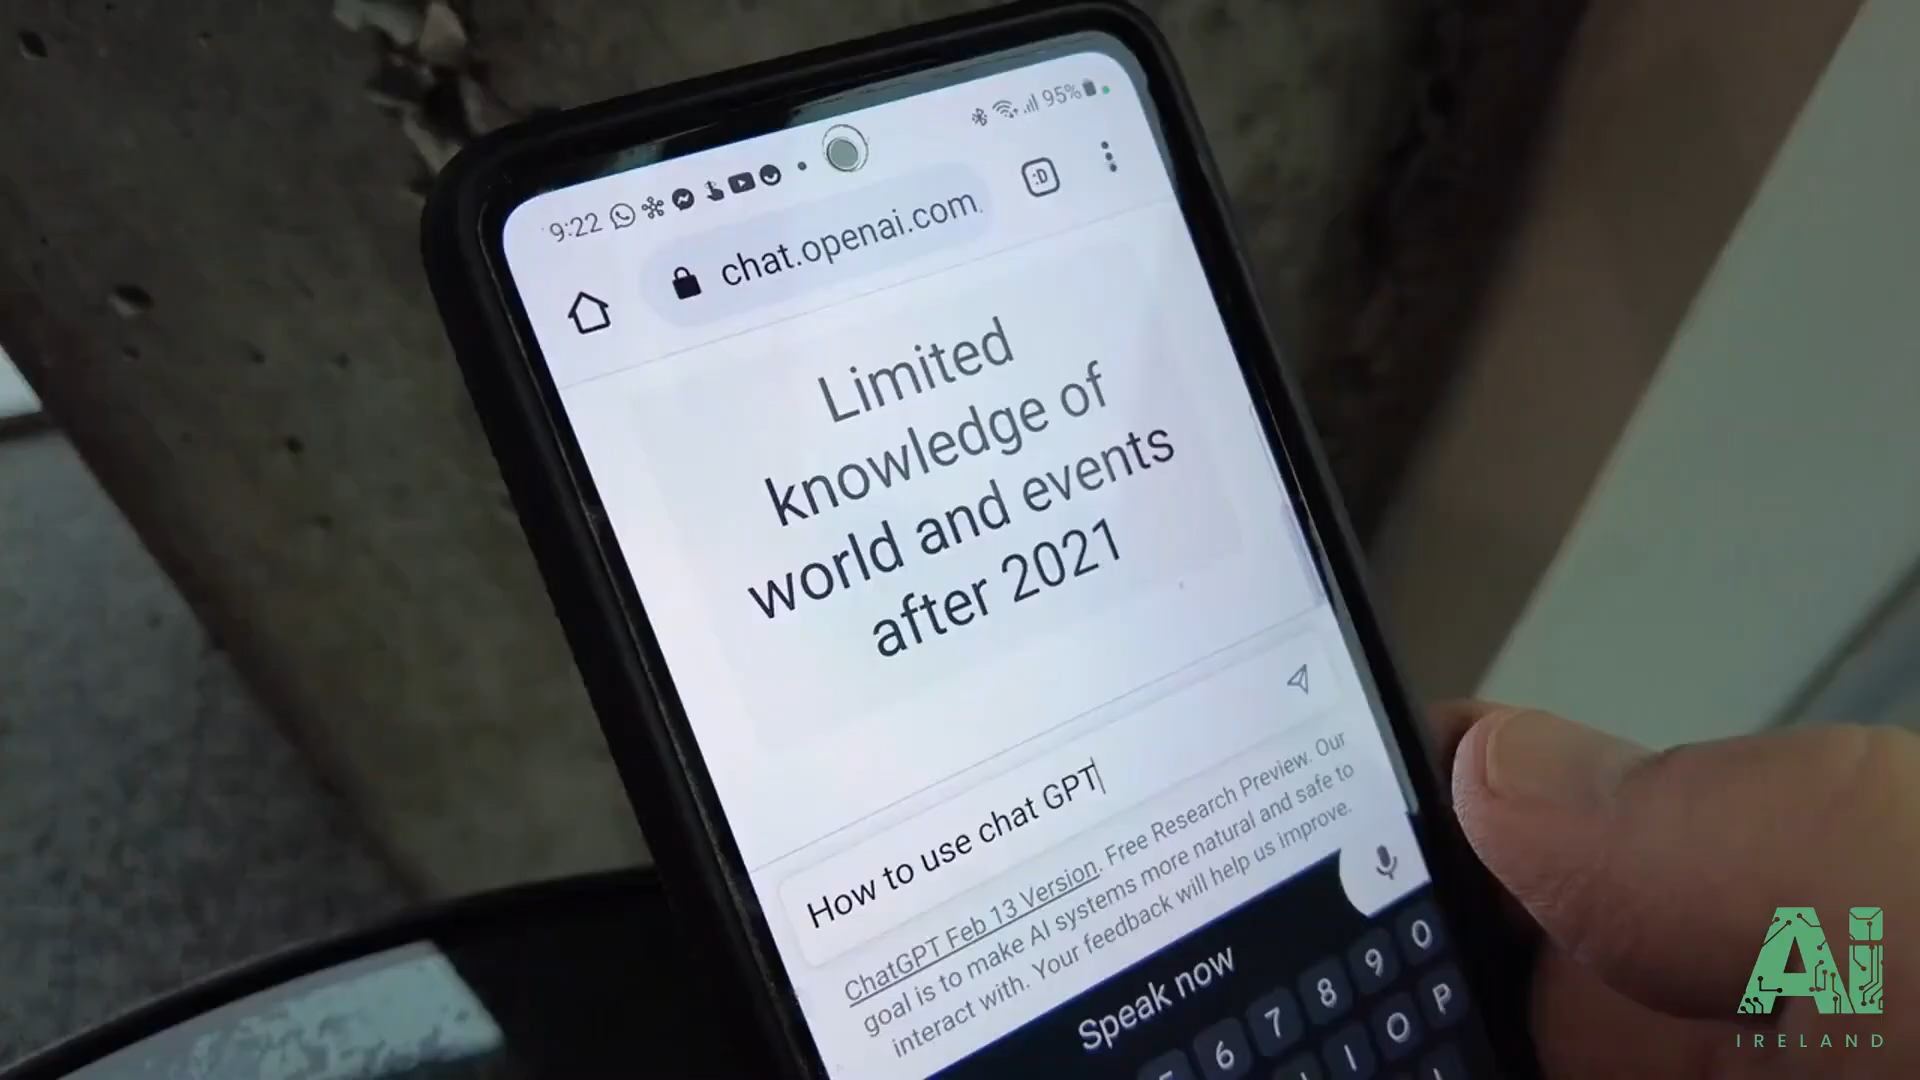 9:22
95%
chat.openai.com
:D
Limited
knowledge of
world and events
after 2021
How to use chat GPT
ChatGPT Feb 13 Version. Free Research Preview. Our
goal is to make AI systems more natural and safe to
interact with. Your feedback will help us improve.
Speak now
6 7 8 9 0
I O P
Ai
IRELAND